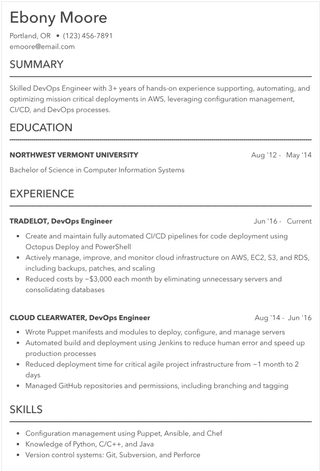 Ebony Moore
Portland, OR • (123) 456-7891
emoore@email.com
SUMMARY
Skilled DevOps Engineer with 3+ years of hands-on experience supporting, automating, and
optimizing mission critical deployments in AWS, leveraging configuration management,
CI/CD, and DevOps processes.
EDUCATION
NORTHWEST VERMONT UNIVERSITY Aug '12 - May '14
Bachelor of Science in Computer Information Systems
EXPERIENCE
TRADELOT, DevOps Engineer Jun '16 - Current
• Create and maintain fully automated CI/CD pipelines for code deployment using
Octopus Deploy and PowerShell
• Actively manage, improve, and monitor cloud infrastructure on AWS, EC2, S3, and RDS,
including backups, patches, and scaling
• Reduced costs by ~$3,000 each month by eliminating unnecessary servers and
consolidating databases
CLOUD CLEARWATER, DevOps Engineer Aug '14 - Jun '16
• Wrote Puppet manifests and modules to deploy, configure, and manage servers
• Automated build and deployment using Jenkins to reduce human error and speed up
production processes
• Reduced deployment time for critical agile project infrastructure from ~1 month to 2
days
• Managed GitHub repositories and permissions, including branching and tagging
SKILLS
• Configuration management using Puppet, Ansible, and Chef
• Knowledge of Python, C/C++, and Java
• Version control systems: Git, Subversion, and Perforce